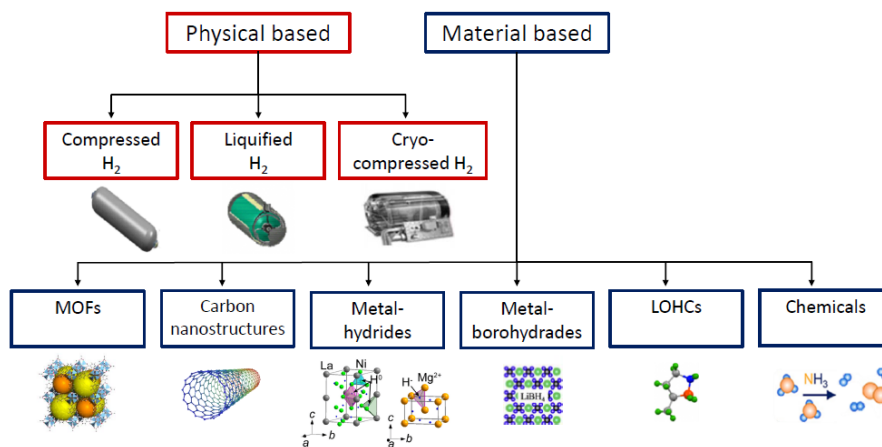 Physical based
Material based
Compressed
H₂
Liquified
H₂
Cryo-
compressed H₂
MOFs
Carbon
nanostructures
Metal-
hydrides
Metal-
borohydrades
LOHCs
Chemicals
La
Ni
H⁰
c
a
b
H⁻
Mg²⁺
c
a
b
LiBH₄
NH₃